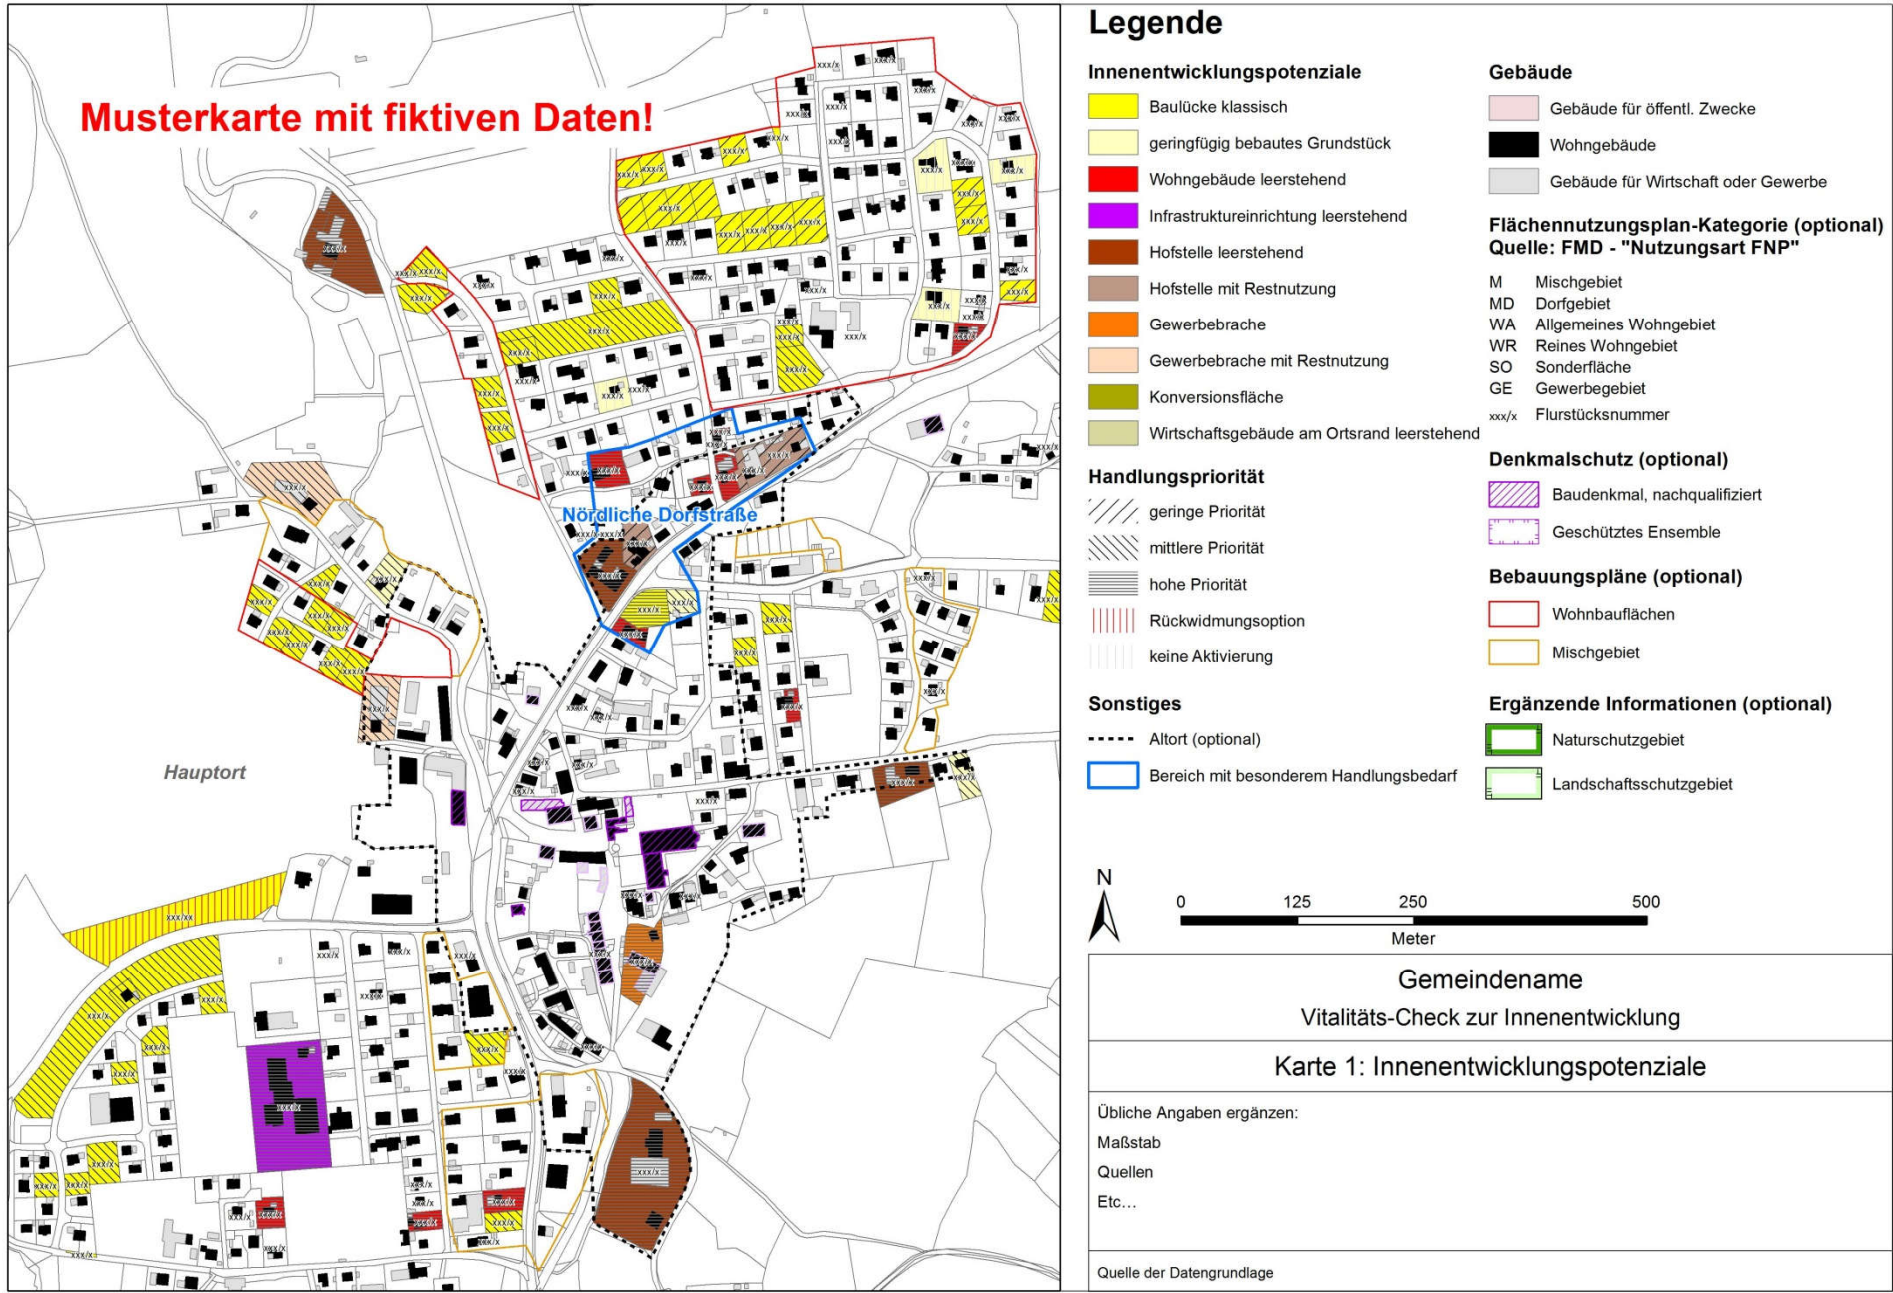 Musterkarte mit fiktiven Daten!
Nördliche Dorfstraße
Hauptort
xxx/x
xxx/xx
Legende
Innenentwicklungspotenziale
Baulücke klassisch
geringfügig bebautes Grundstück
Wohngebäude leerstehend
Infrastruktureinrichtung leerstehend
Hofstelle leerstehend
Hofstelle mit Restnutzung
Gewerbebrache
Gewerbebrache mit Restnutzung
Konversionsfläche
Wirtschaftsgebäude am Ortsrand leerstehend
Handlungspriorität
geringe Priorität
mittlere Priorität
hohe Priorität
Rückwidmungsoption
keine Aktivierung
Sonstiges
Altort (optional)
Bereich mit besonderem Handlungsbedarf
Gebäude
Gebäude für öffentl. Zwecke
Wohngebäude
Gebäude für Wirtschaft oder Gewerbe
Flächennutzungsplan-Kategorie (optional)
Quelle: FMD - "Nutzungsart FNP"
M Mischgebiet
MD Dorfgebiet
WA Allgemeines Wohngebiet
WR Reines Wohngebiet
SO Sonderfläche
GE Gewerbegebiet
xxx/x Flurstücksnummer
Denkmalschutz (optional)
Baudenkmal, nachqualifiziert
Geschütztes Ensemble
Bebauungspläne (optional)
Wohnbauflächen
Mischgebiet
Ergänzende Informationen (optional)
Naturschutzgebiet
Landschaftsschutzgebiet
N
0 125 250 500
Meter
Gemeindename
Vitalitäts-Check zur Innenentwicklung
Karte 1: Innenentwicklungspotenziale
Übliche Angaben ergänzen:
Maßstab
Quellen
Etc...
Quelle der Datengrundlage